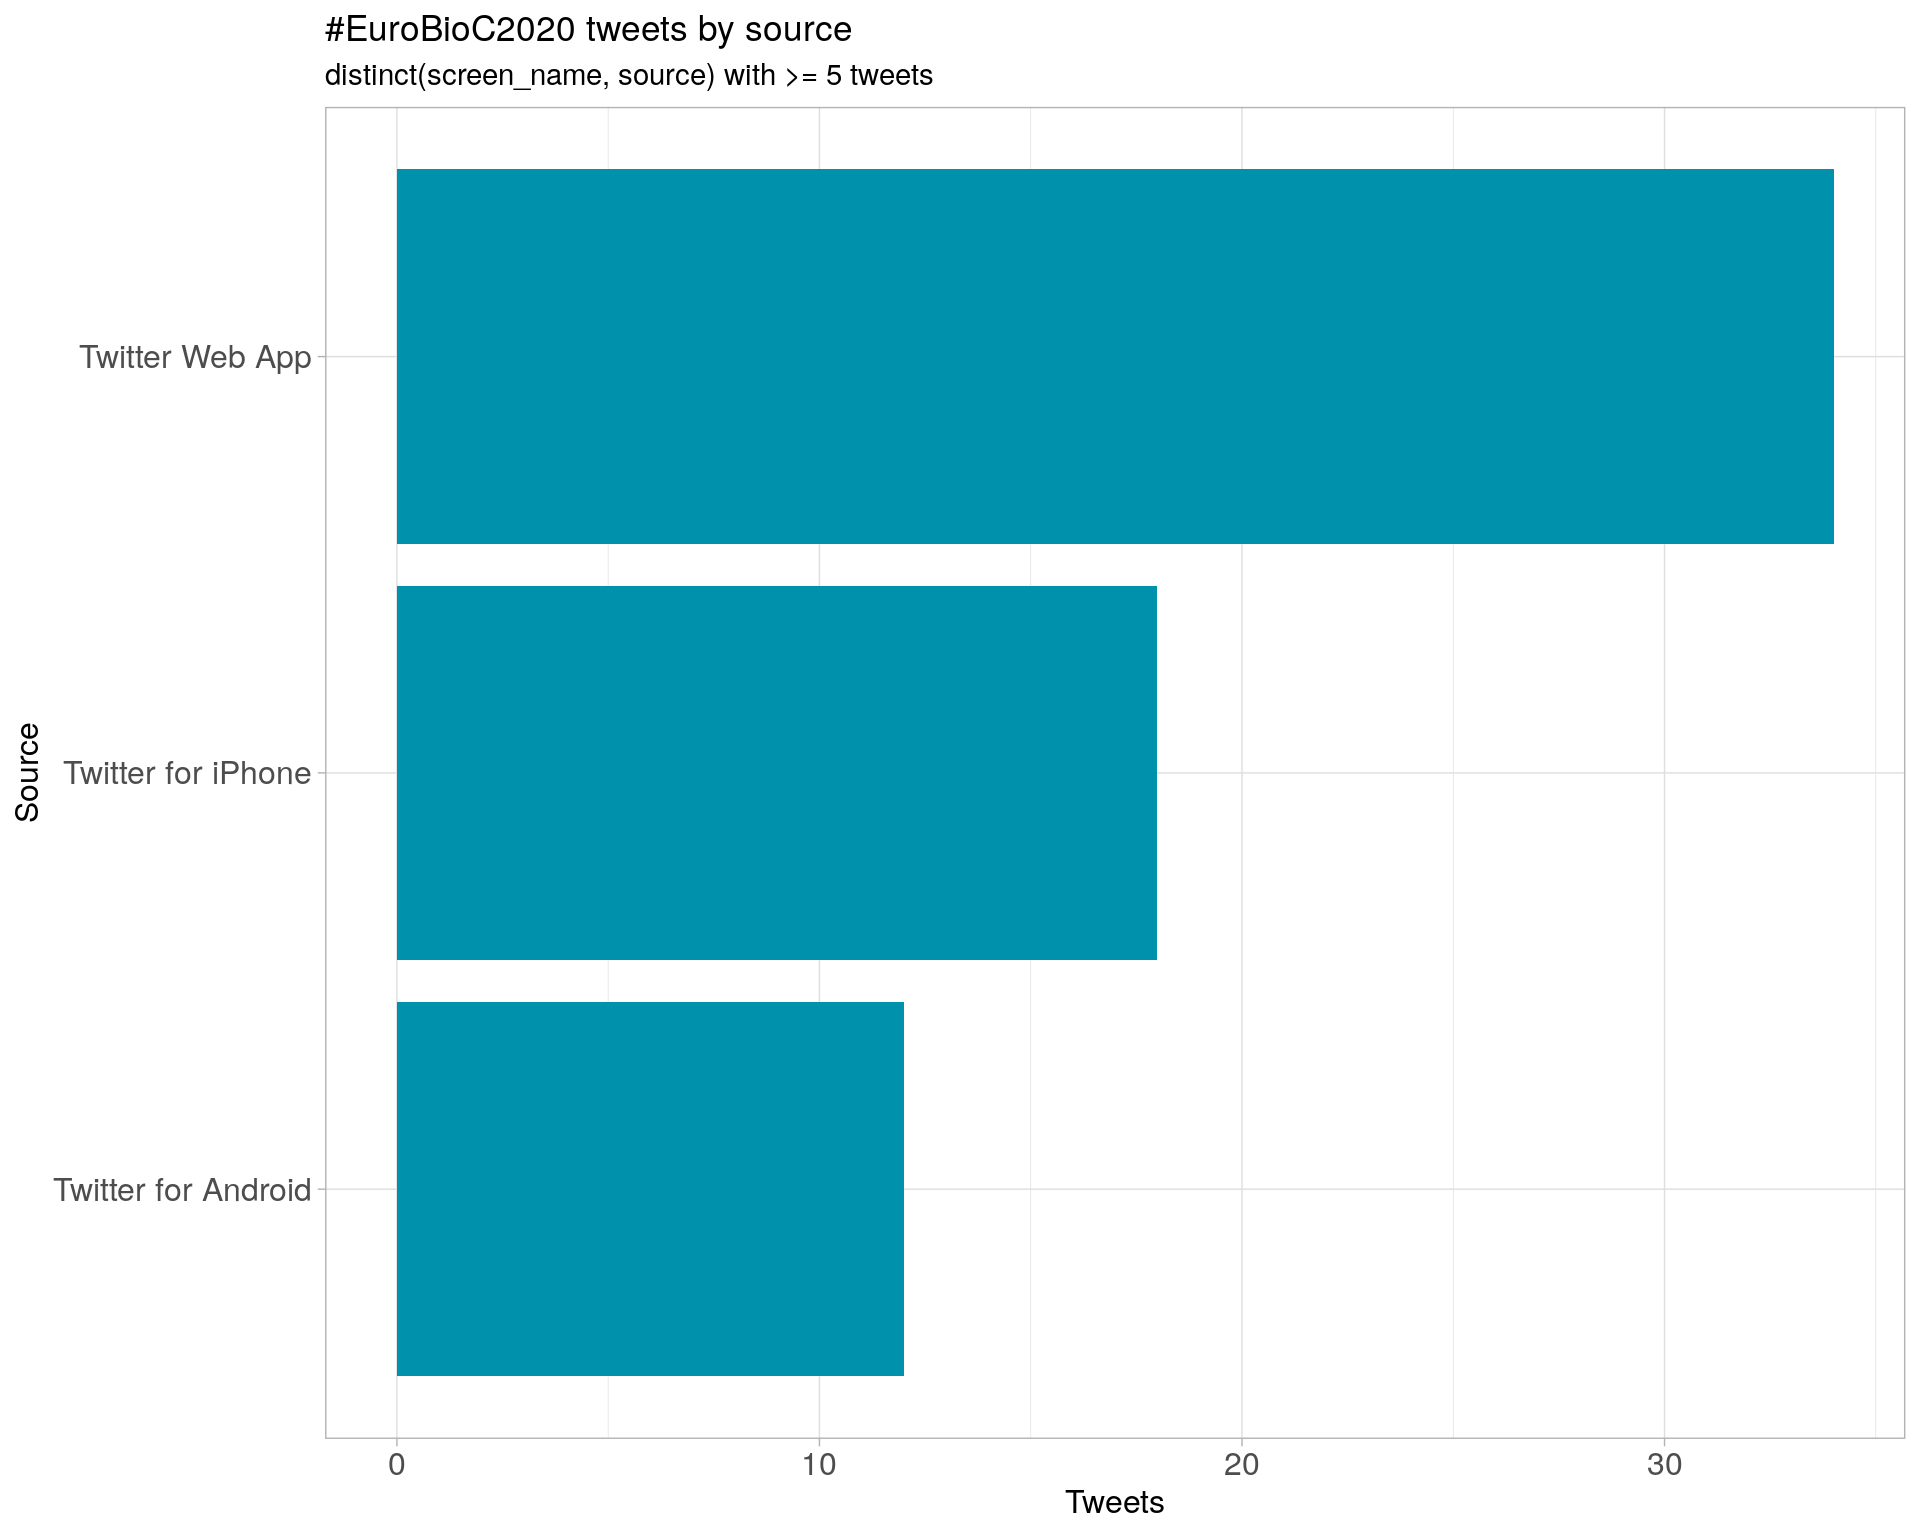 #EuroBioC2020 tweets by source
distinct(screen_name, source) with >= 5 tweets
Source
Twitter Web App
Twitter for iPhone
Twitter for Android
0 10 20 30
Tweets